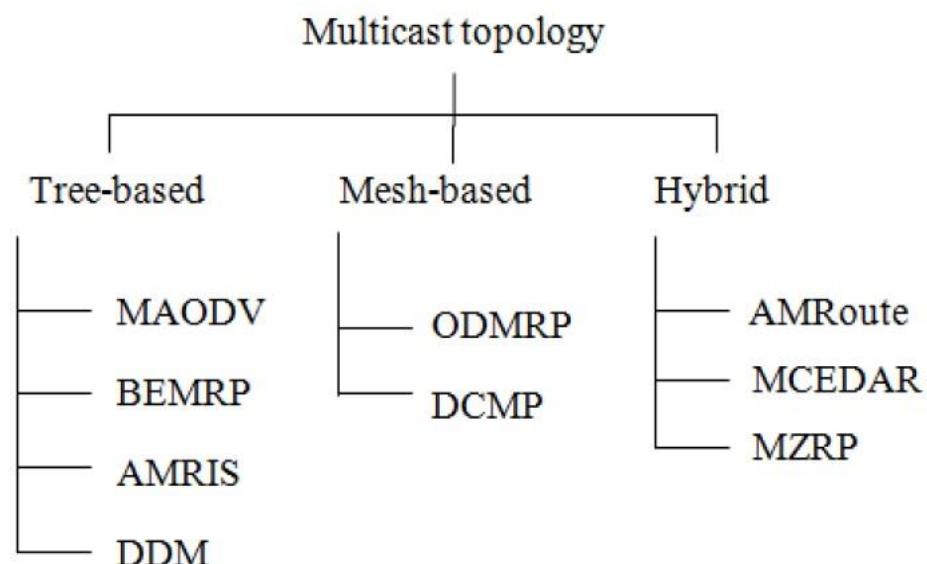 Multicast topology
Tree-based
Mesh-based
Hybrid
MAODV
BEMRP
AMRIS
DDM
ODMRP
DCMP
AMRoute
MCEDAR
MZRP